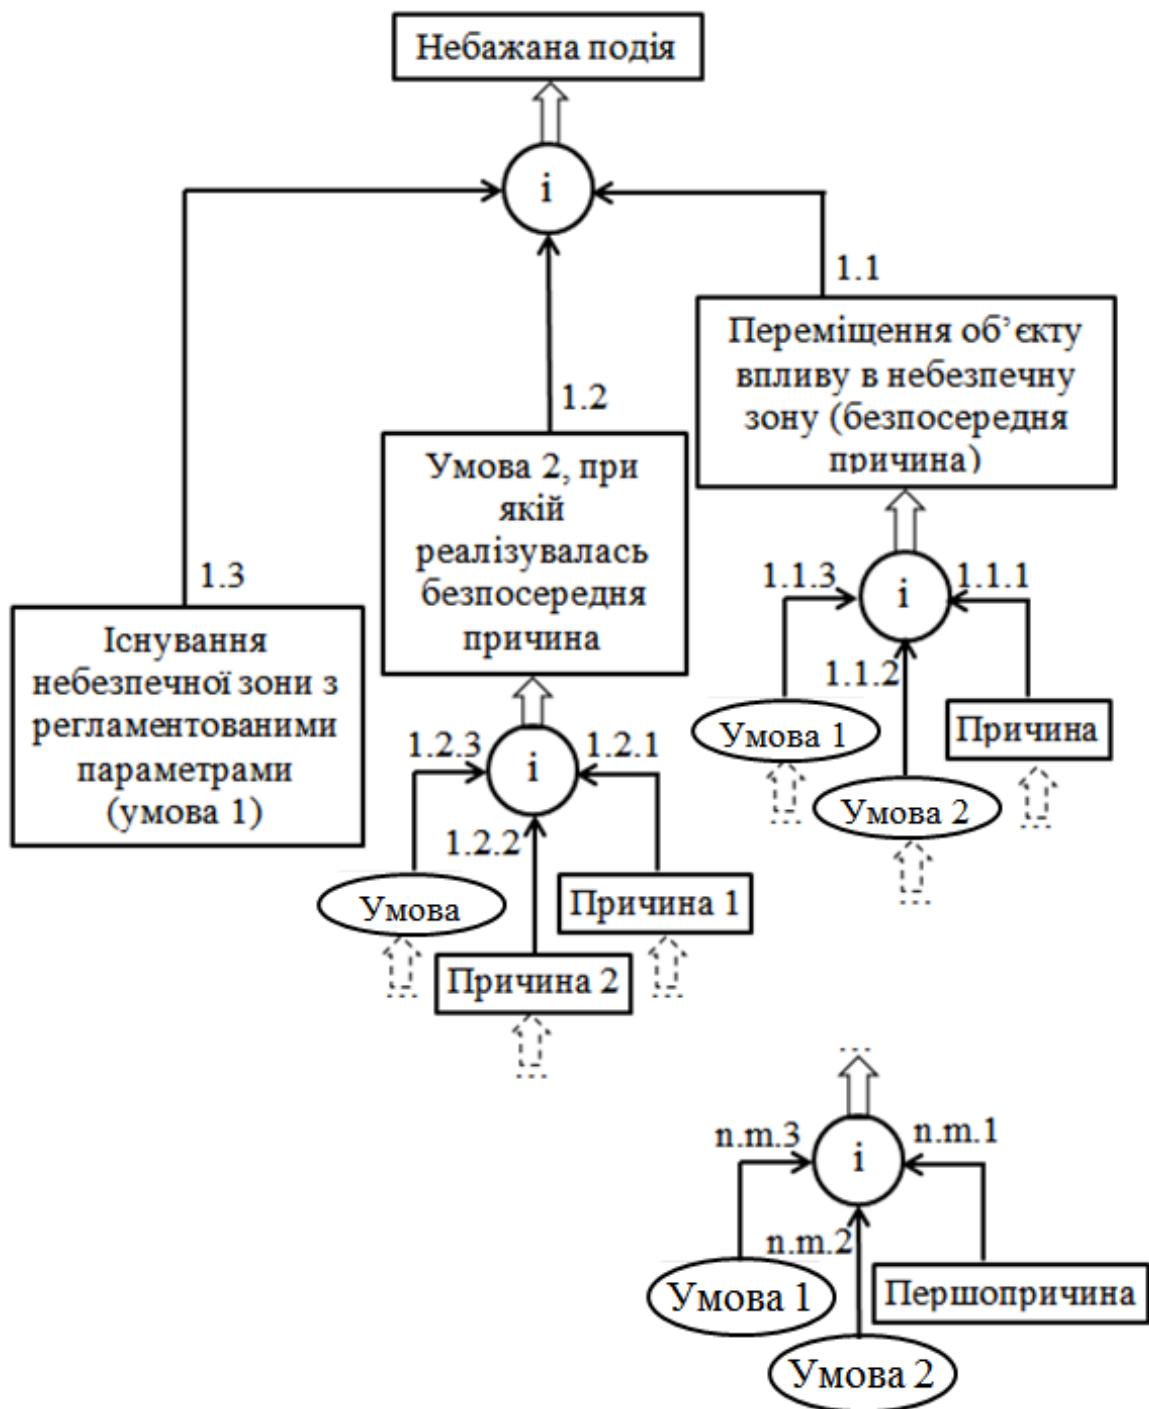 Небажана подія
і
1.1
Переміщення об’єкту
впливу в небезпечну
зону (безпосередня
причина)
1.2
Умова 2, при
якій
реалізувалась
безпосередня
причина
1.3
Існування
небезпечної зони з
регламентованими
параметрами
(умова 1)
1.1.3
і
1.1.1
1.1.2
Умова 1
Причина
Умова 2
1.2.3
і
1.2.1
1.2.2
Умова
Причина 1
Причина 2
...
...
...
...
...
...
...
n.m.3
і
n.m.1
n.m.2
Умова 1
Першопричина
Умова 2